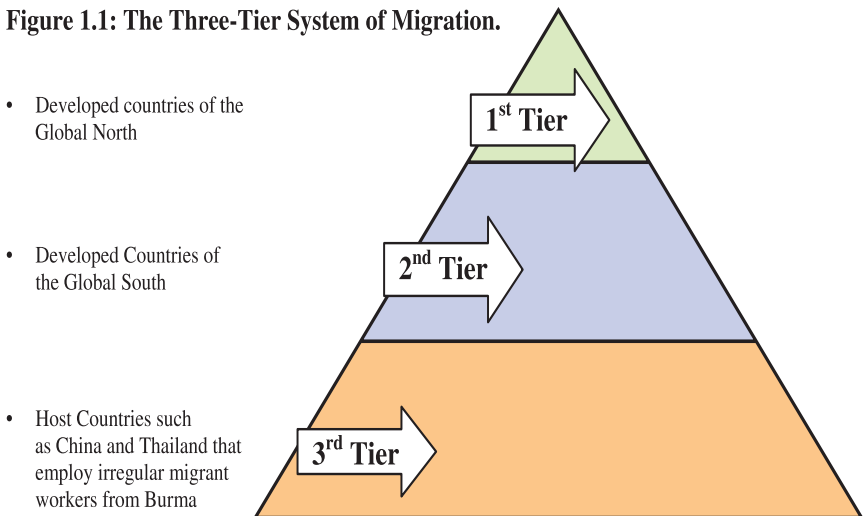 Figure 1.1: The Three-Tier System of Migration.
• Developed countries of the
Global North
1st Tier
• Developed Countries of
the Global South
2nd Tier
• Host Countries such
as China and Thailand that
employ irregular migrant
workers from Burma
3rd Tier